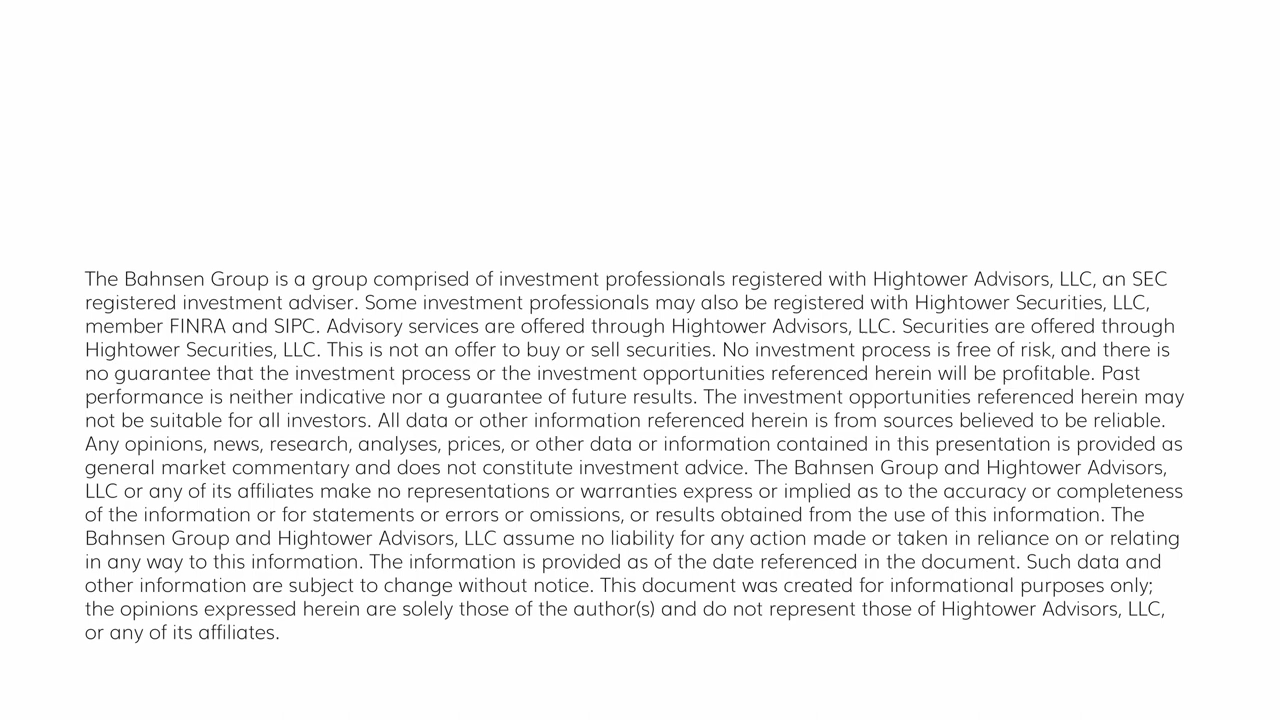 The Bahnsen Group is a group comprised of investment professionals registered with Hightower Advisors, LLC, an SEC
registered investment adviser. Some investment professionals may also be registered with Hightower Securities, LLC,
member FINRA and SIPC. Advisory services are offered through Hightower Advisors, LLC. Securities are offered through
Hightower Securities, LLC. This is not an offer to buy or sell securities. No investment process is free of risk, and there is
no guarantee that the investment process or the investment opportunities referenced herein will be profitable. Past
performance is neither indicative nor a guarantee of future results. The investment opportunities referenced herein may
not be suitable for all investors. All data or other information referenced herein is from sources believed to be reliable.
Any opinions, news, research, analyses, prices, or other data or information contained in this presentation is provided as
general market commentary and does not constitute investment advice. The Bahnsen Group and Hightower Advisors,
LLC or any of its affiliates make no representations or warranties express or implied as to the accuracy or completeness
of the information or for statements or errors or omissions, or results obtained from the use of this information. The
Bahnsen Group and Hightower Advisors, LLC assume no liability for any action made or taken in reliance on or relating
in any way to this information. The information is provided as of the date referenced in the document. Such data and
other information are subject to change without notice. This document was created for informational purposes only;
the opinions expressed herein are solely those of the author(s) and do not represent those of Hightower Advisors, LLC,
or any of its affiliates.